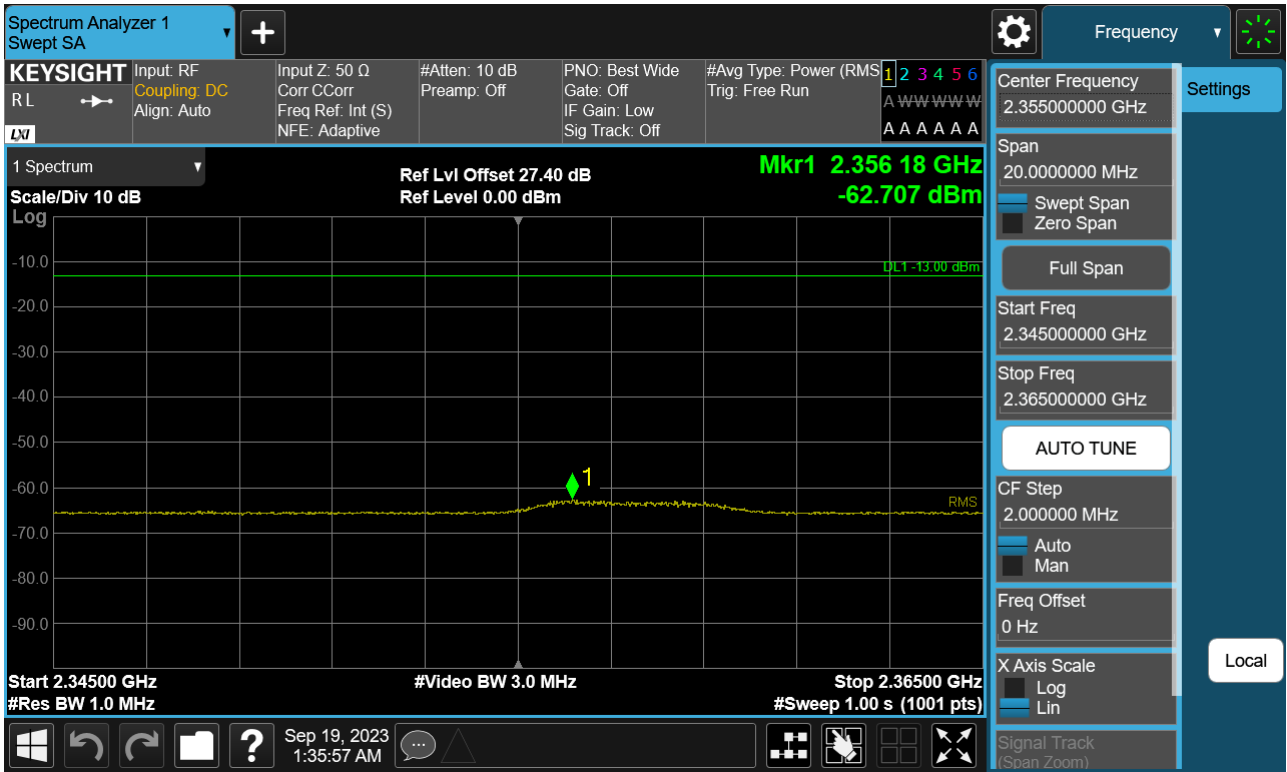 Spectrum Analyzer 1
Swept SA
+
Frequency
KEYSIGHT
R L
LXI
Input: RF
Coupling: DC
Align: Auto
Input Z: 50 Ω
Corr CCorr
Freq Ref: Int (S)
NFE: Adaptive
#Atten: 10 dB
Preamp: Off
PNO: Best Wide
Gate: Off
IF Gain: Low
Sig Track: Off
#Avg Type: Power (RMS
Trig: Free Run
1 2 3 4 5 6
A W W W W W
A A A A A A
1 Spectrum
Scale/Div 10 dB
Log
Ref Lvl Offset 27.40 dB
Ref Level 0.00 dBm
Mkr1 2.356 18 GHz
-62.707 dBm
DL1 -13.00 dBm
-10.0
-20.0
-30.0
-40.0
-50.0
-60.0
-70.0
-80.0
-90.0
1
RMS
Start 2.34500 GHz
#Res BW 1.0 MHz
#Video BW 3.0 MHz
Stop 2.36500 GHz
#Sweep 1.00 s (1001 pts)
Center Frequency
2.355000000 GHz
Span
20.0000000 MHz
Swept Span
Zero Span
Full Span
Start Freq
2.345000000 GHz
Stop Freq
2.365000000 GHz
AUTO TUNE
CF Step
2.000000 MHz
Auto
Man
Freq Offset
0 Hz
X Axis Scale
Log
Lin
Signal Track
(Span Zoom)
Settings
Local
?
Sep 19, 2023
1:35:57 AM